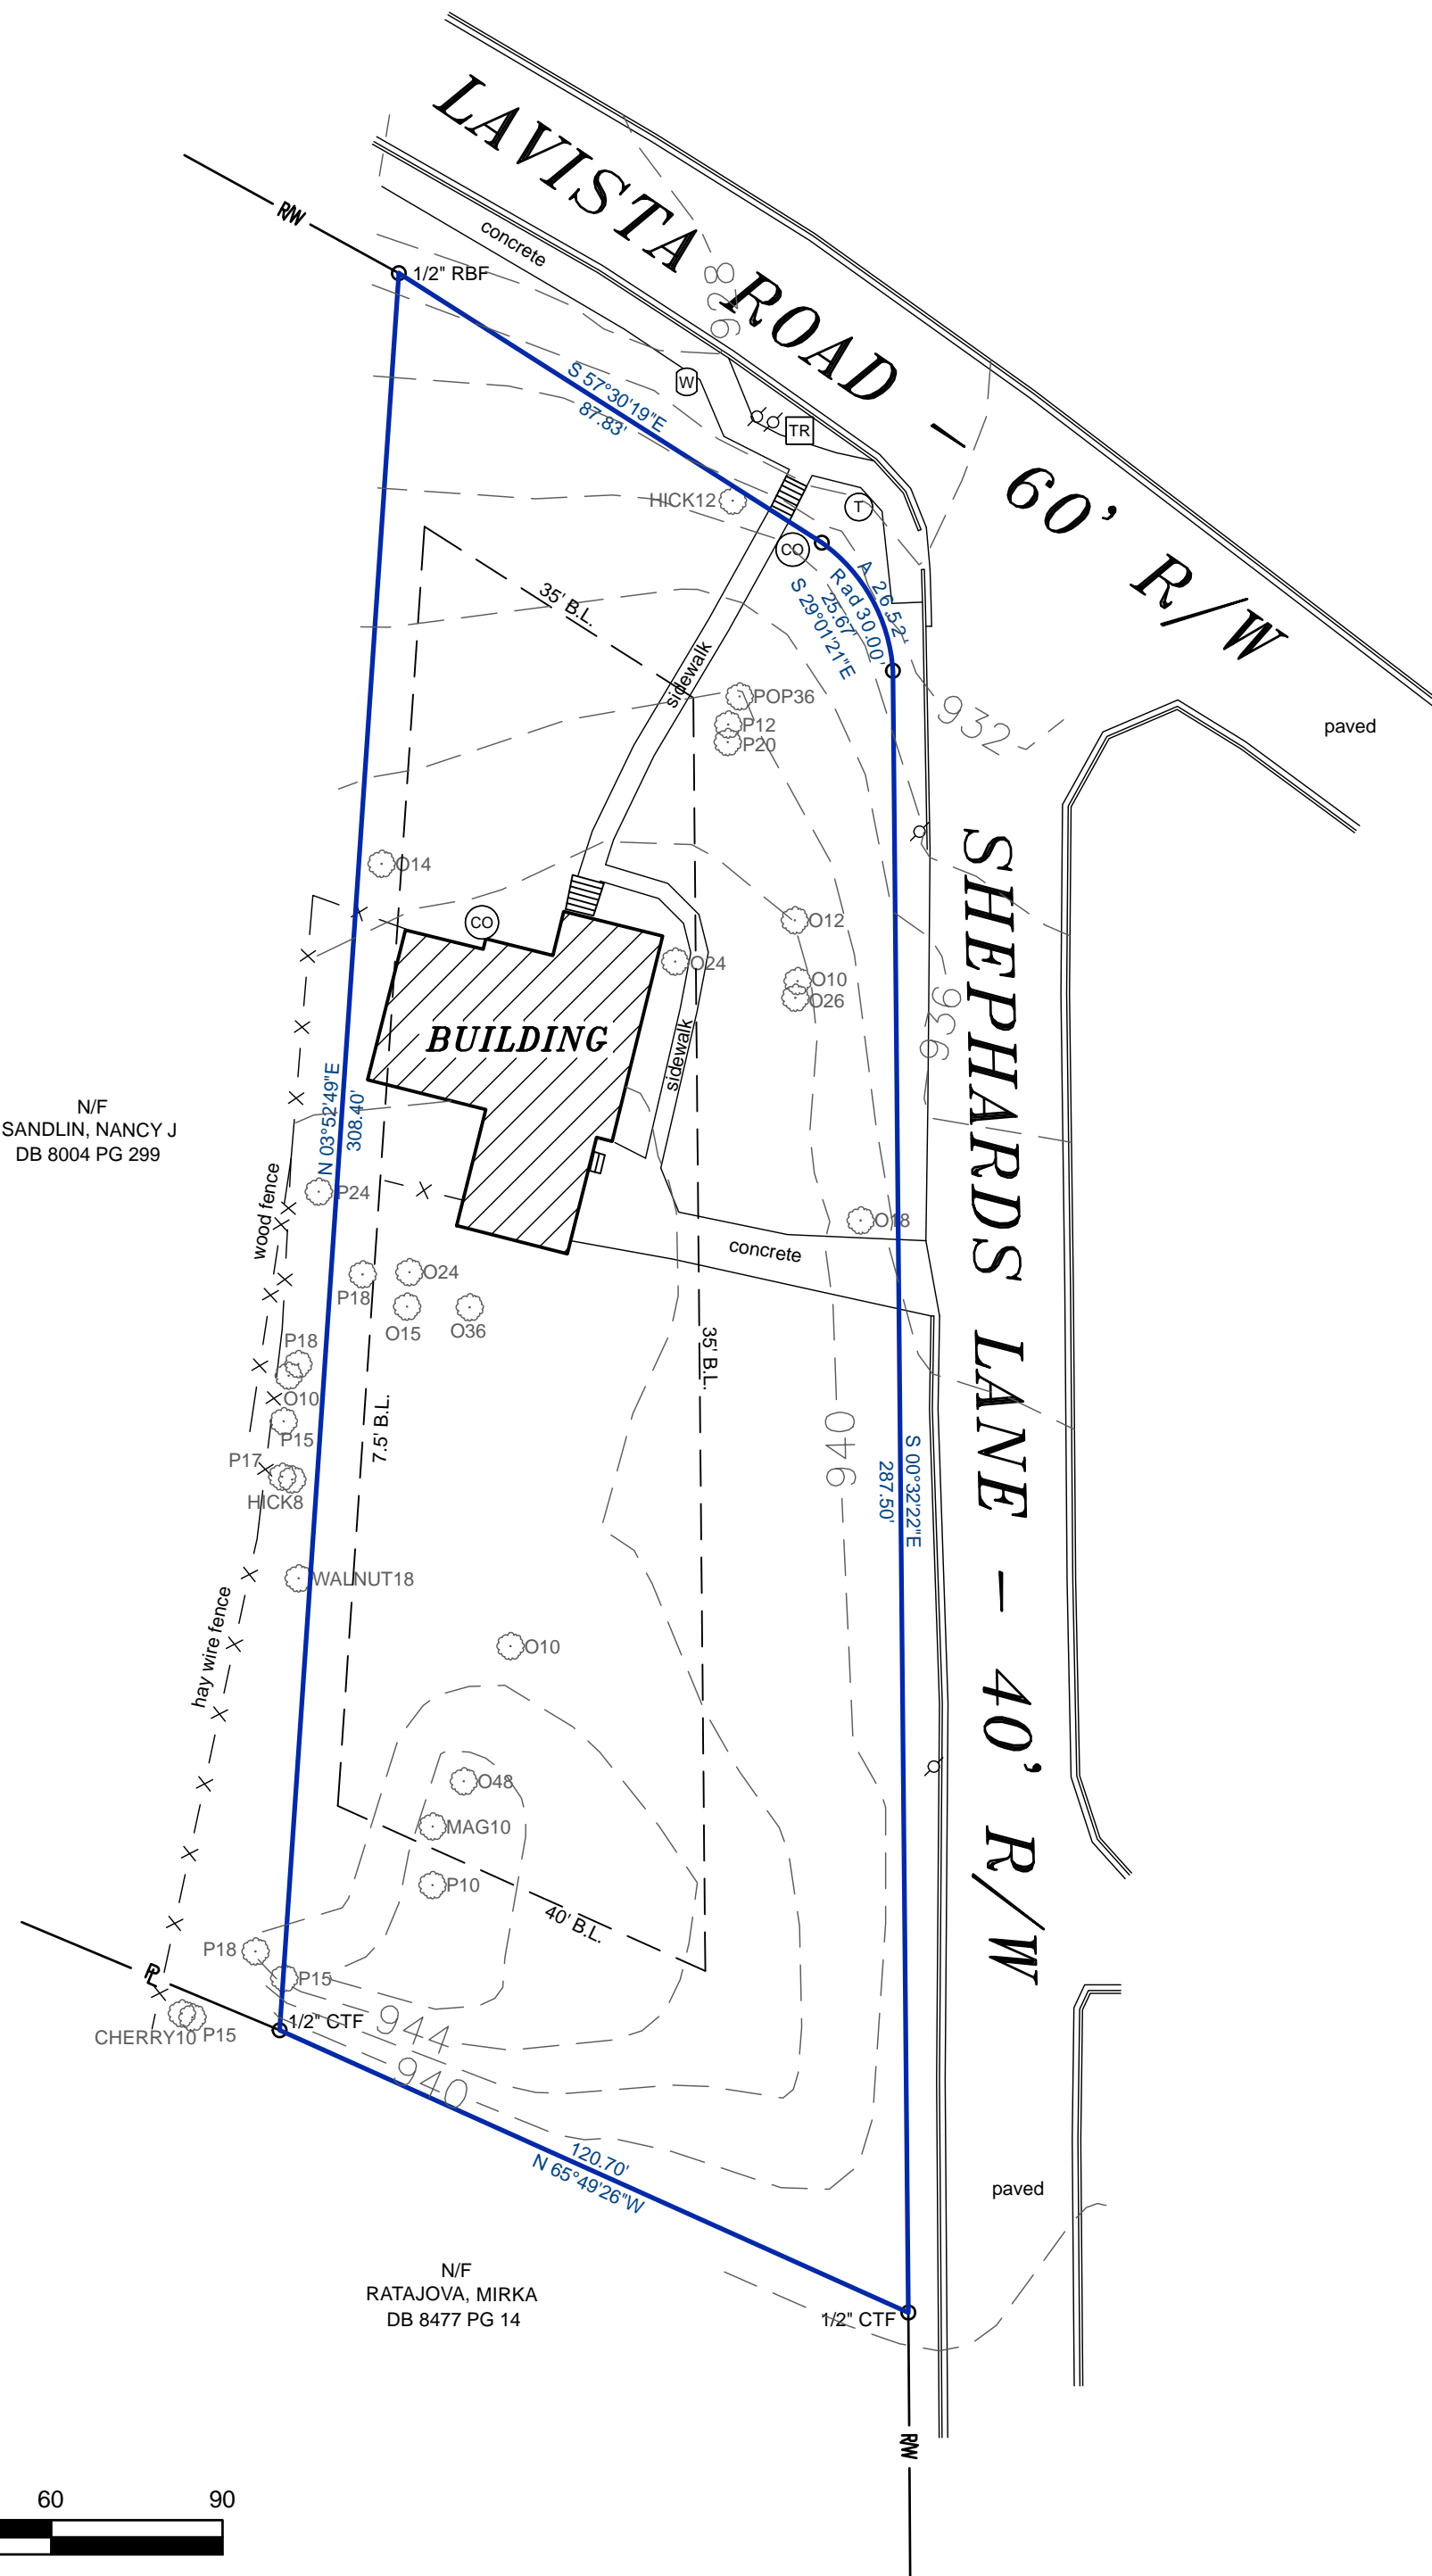 LAVISTA ROAD - 60' R/W
R/W
concrete
1/2" RBF
928
W
S 57°30'19"E
87.83'
TR
HICK12
T
CO
A 26.52'
Rad 30.00'
25.67'
S 29°01'21"E
35' B.L.
sidewalk
POP36
P12
P20
932
paved
SHEPHARDS LANE - 40' R/W
O14
CO
O12
O24
O10
O26
936
BUILDING
sidewalk
N 03°52'49"E
308.40'
N/F
SANDLIN, NANCY J
DB 8004 PG 299
wood fence
P24
O18
concrete
P18
O24
O15
O36
35' B.L.
P18
O10
P15
7.5' B.L.
940
S 00°32'22"E
287.50'
P17
HICK8
WALNUT18
hay wire fence
O10
O48
MAG10
P10
40' B.L.
P18
P15
PL
1/2" CTF
CHERRY10
P15
944
940
120.70'
N 65°49'26"W
paved
N/F
RATAJOVA, MIRKA
DB 8477 PG 14
1/2" CTF
R/W
60 90